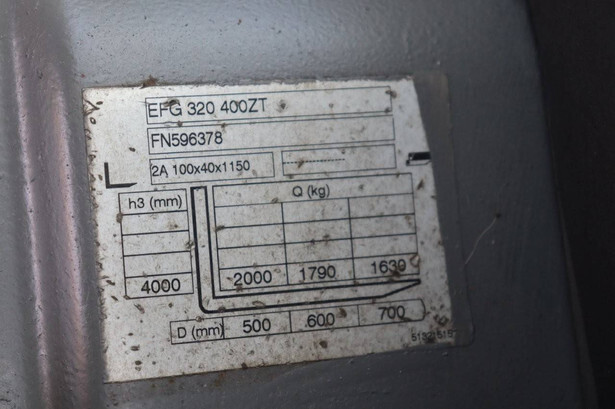 EFG 320 400ZT
FN596378
2A 100x40x1150 --------------
h3 (mm) Q (kg)
4000 2000 1790 1630
D (mm) 500 600 700